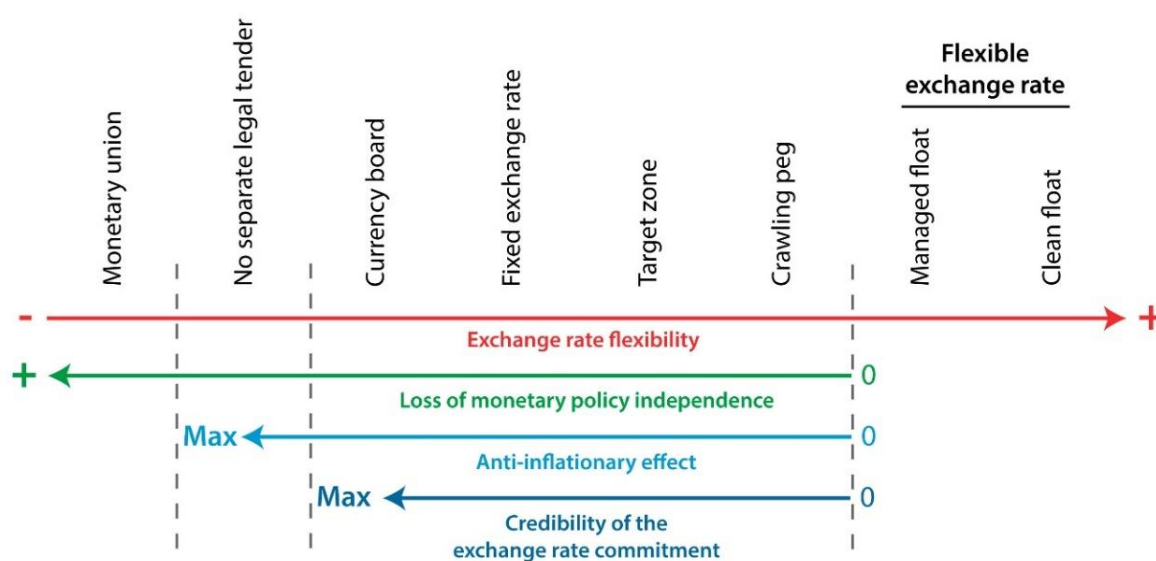 Monetary union
No separate legal tender
Currency board
Fixed exchange rate
Target zone
Crawling peg
Flexible
exchange rate
Managed float
Clean float
- +
Exchange rate flexibility
+ 0
Loss of monetary policy independence
Max 0
Anti-inflationary effect
Max 0
Credibility of the
exchange rate commitment